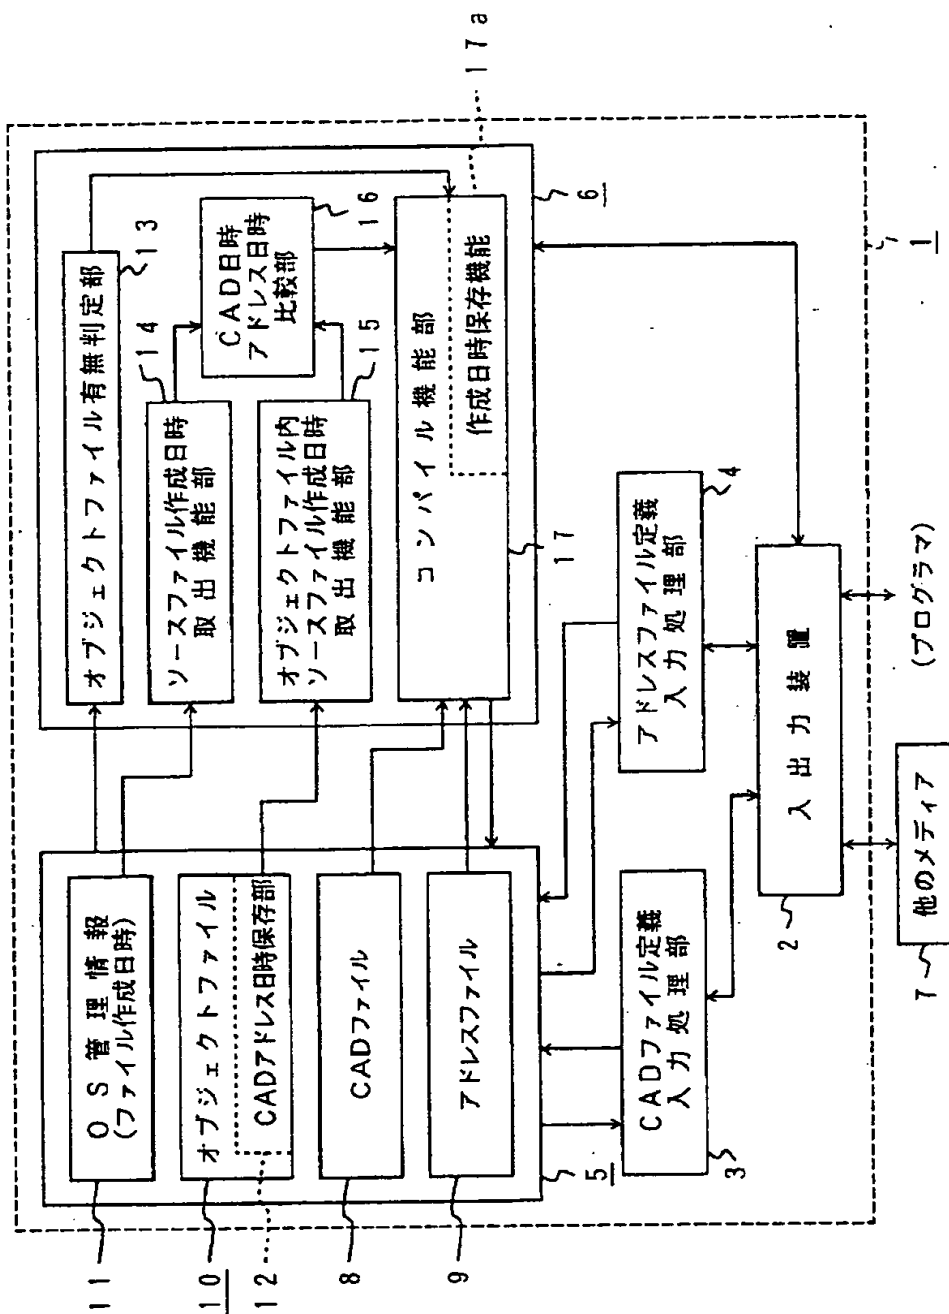 11
OS管理情報
(ファイル作成日時)
10
オブジェクトファイル
12
CADアドレス日時保存部
8
CADファイル
9
アドレスファイル
5
オブジェクトファイル有無判定部
13
14
ソースファイル作成日時
取出機能部
オブジェクトファイル内
ソースファイル作成日時
取出機能部
15
CAD日時
アドレス日時
比較部
16
コンパイル機能部
作成日時保存機能
17
17a
6
CADファイル定義
入力処理部
3
アドレスファイル定義
入力処理部
4
入出力装置
2
1
他のメディア
7
(プログラマ)